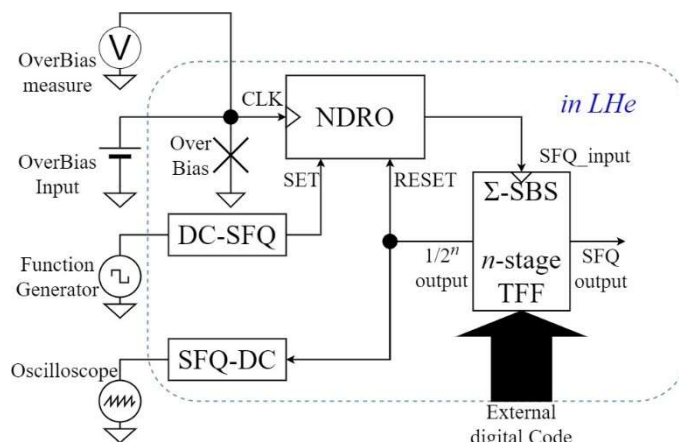 V
OverBias
measure
CLK
NDRO
in LHe
OverBias
Input
Over
Bias
SET
RESET
SFQ_input
Σ-SBS
DC-SFQ
1/2ⁿ
output
n-stage
TFF
SFQ
output
Function
Generator
SFQ-DC
Oscilloscope
External
digital Code